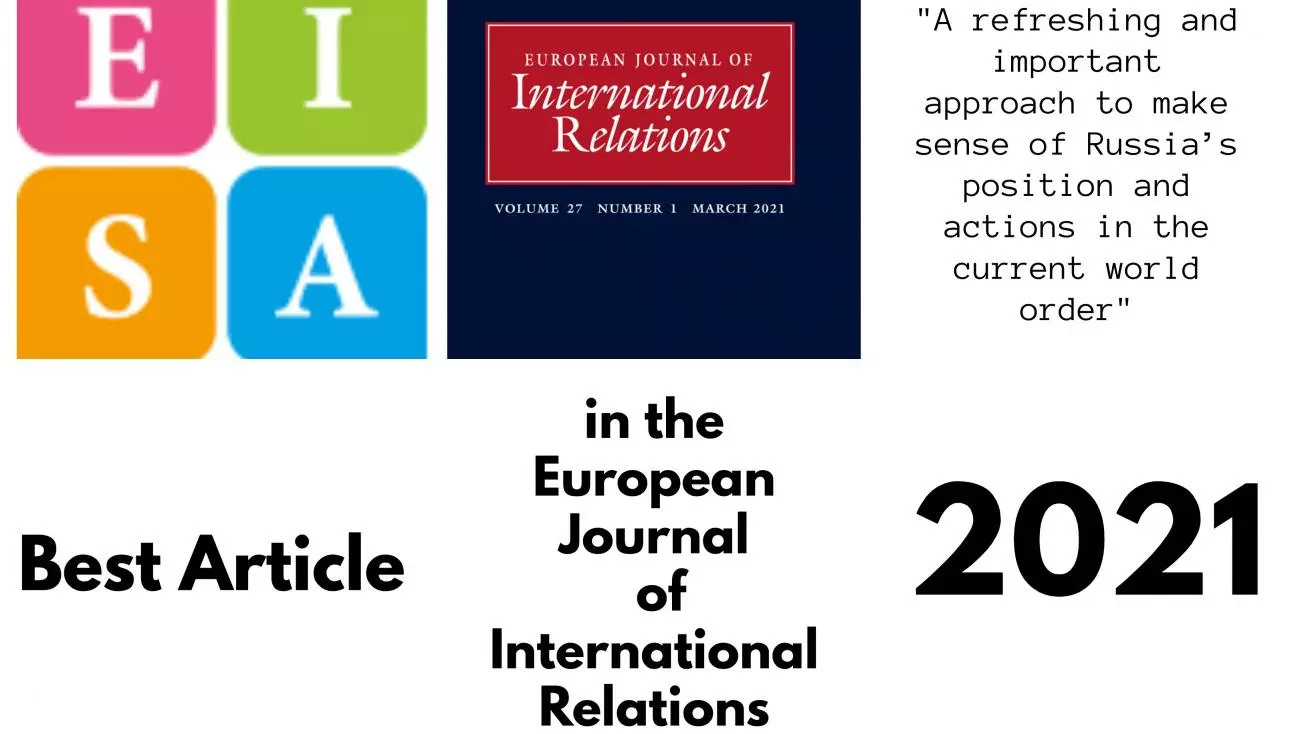 E I
S A
EUROPEAN JOURNAL OF
International
Relations
VOLUME 27 NUMBER 1 MARCH 2021
"A refreshing and
important
approach to make
sense of Russia’s
position and
actions in the
current world
order"
Best Article
in the
European
Journal
of
International
Relations
2021